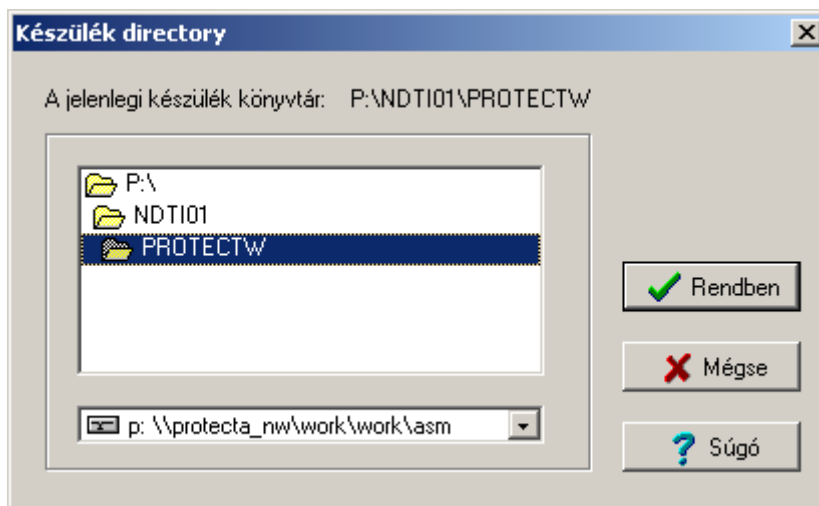 Készülék directory
A jelenlegi készülék könyvtár: P:\NDTI01\PROTECTW
P:\
NDTI01
PROTECTW
Rendben
Mégse
p: \\protecta_nw\work\work\asm
Súgó